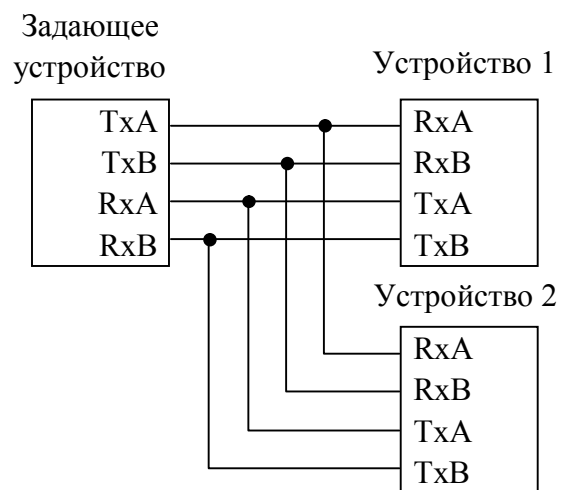 Задающее
устройство
Устройство 1
TxA
TxB
RxA
RxB
RxA
RxB
TxA
TxB
Устройство 2
RxA
RxB
TxA
TxB